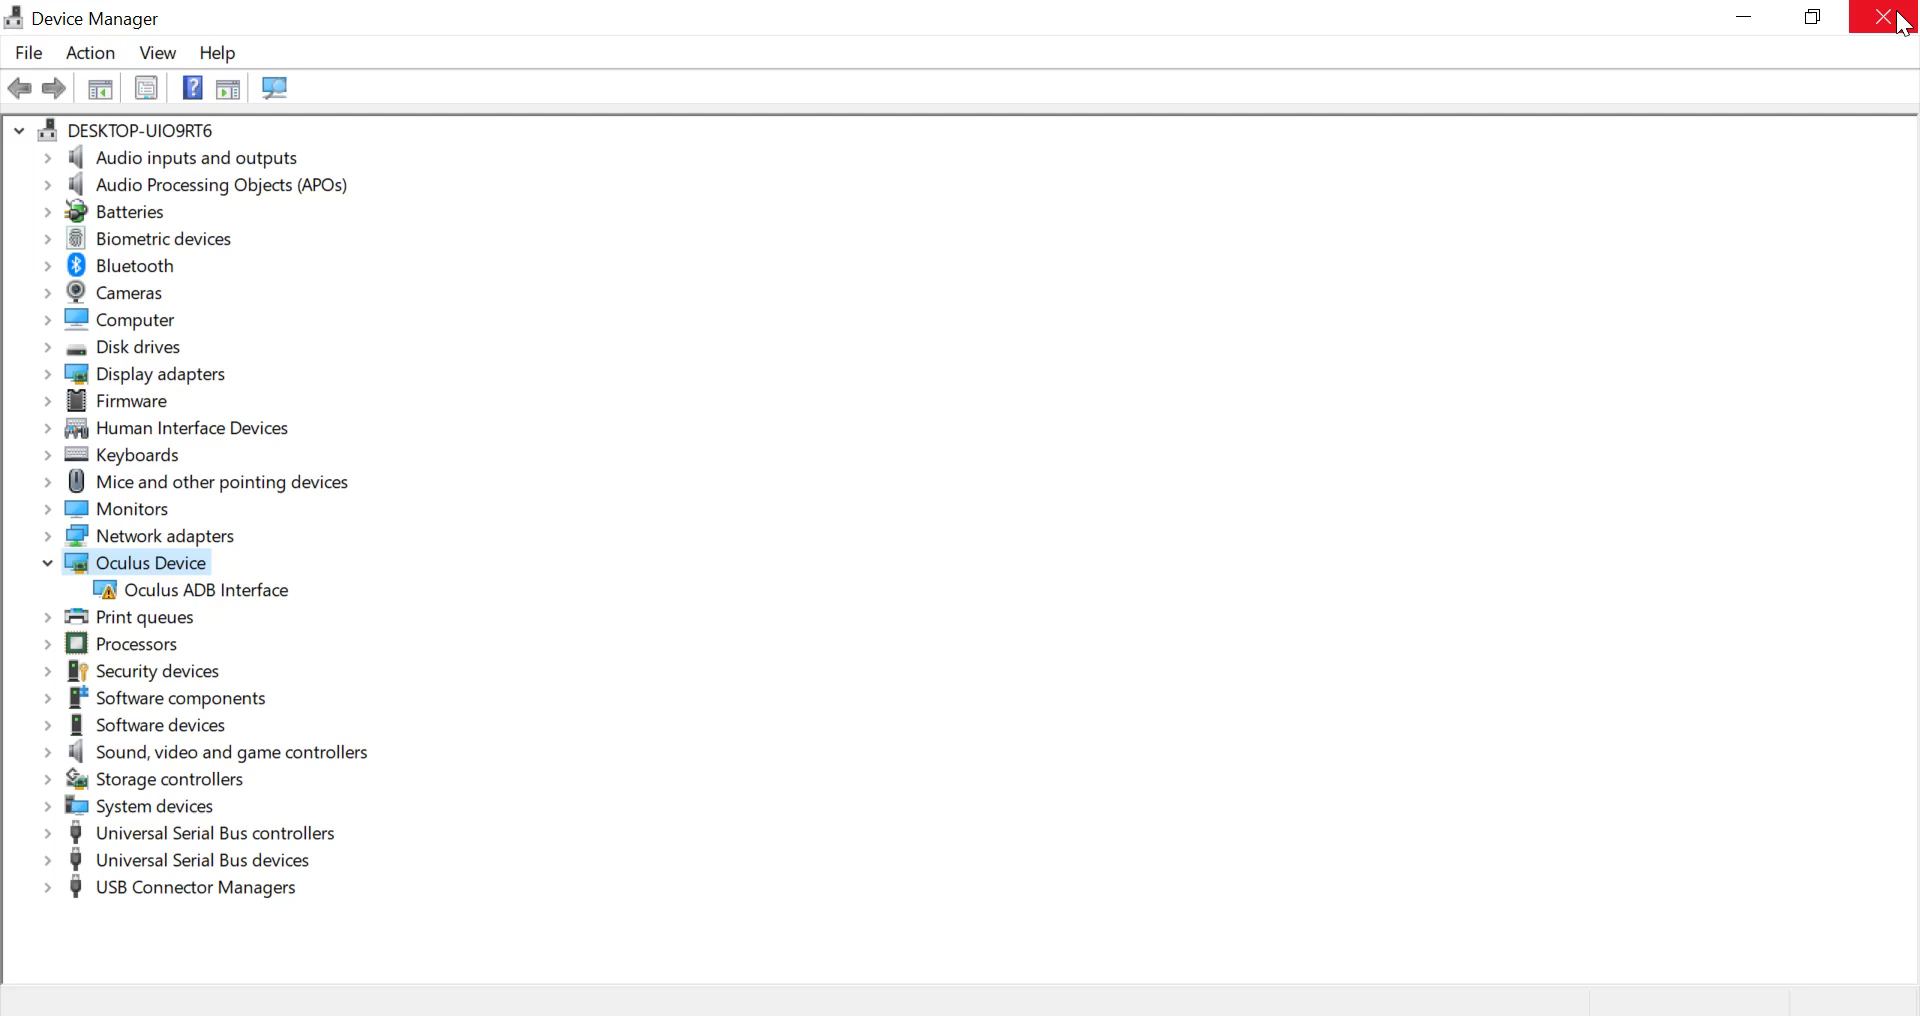 Device Manager
File Action View Help
DESKTOP-UIO9RT6
Audio inputs and outputs
Audio Processing Objects (APOs)
Batteries
Biometric devices
Bluetooth
Cameras
Computer
Disk drives
Display adapters
Firmware
Human Interface Devices
Keyboards
Mice and other pointing devices
Monitors
Network adapters
Oculus Device
Oculus ADB Interface
Print queues
Processors
Security devices
Software components
Software devices
Sound, video and game controllers
Storage controllers
System devices
Universal Serial Bus controllers
Universal Serial Bus devices
USB Connector Managers